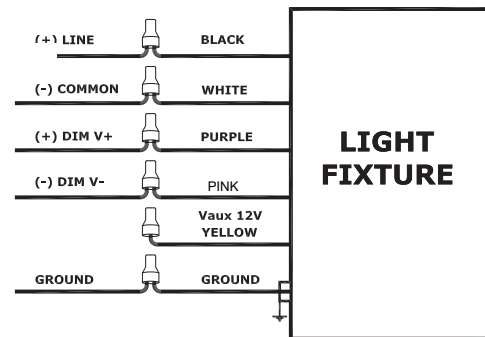 (+) LINE BLACK
(-) COMMON WHITE
(+) DIM V+ PURPLE
(-) DIM V- PINK
Vaux 12V
YELLOW
GROUND GROUND
LIGHT
FIXTURE